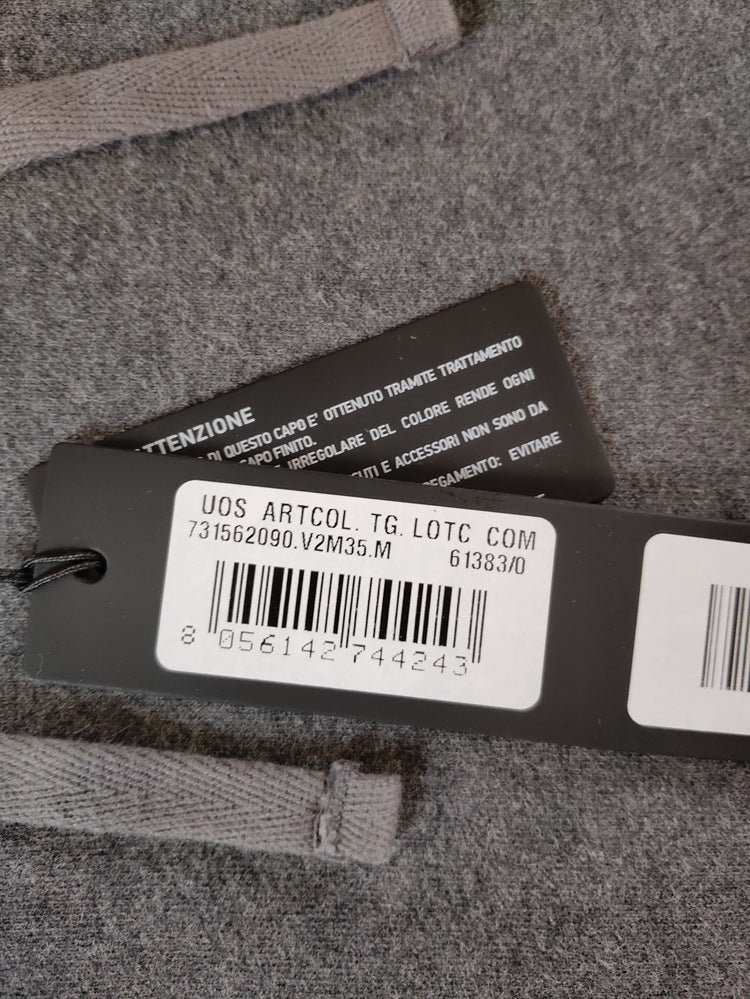 ATTENZIONE
DI QUESTO CAPO E' OTTENUTO TRAMITE TRATTAMENTO
CAPO FINITO.
IRREGOLARE DEL COLORE RENDE OGNI
E ACCESSORI NON SONO DA
EVITARE
UOS ARTCOL. TG. LOTC COM
731562090.V2M35.M 61383/0
8 056142 744243